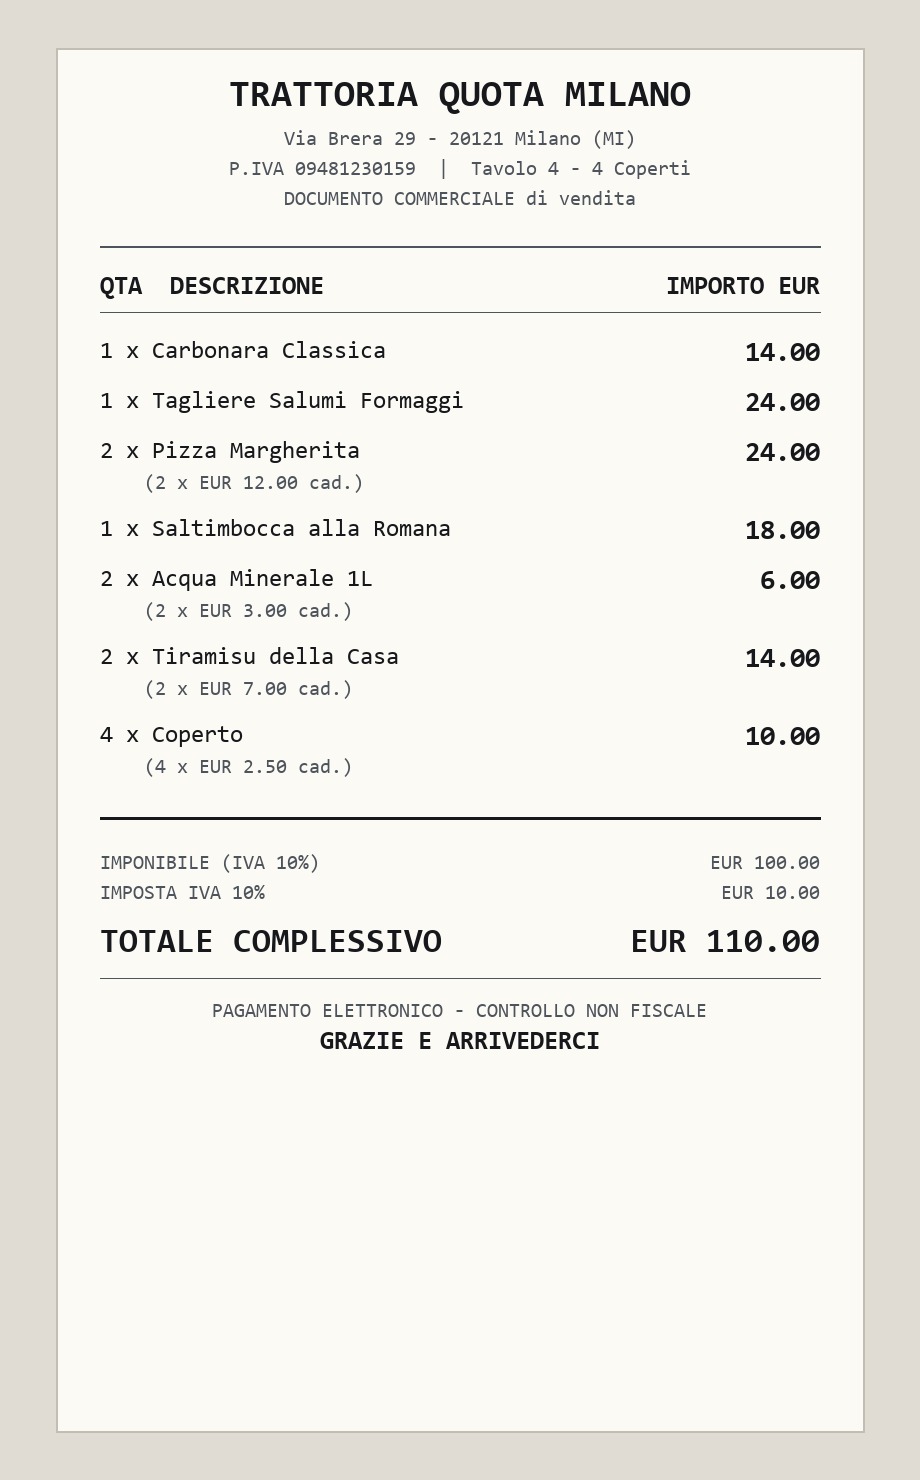 TRATTORIA QUOTA MILANO
Via Brera 29 - 20121 Milano (MI)
P.IVA 09481230159 | Tavolo 4 - 4 Coperti
DOCUMENTO COMMERCIALE di vendita
QTA DESCRIZIONE IMPORTO EUR
1 x Carbonara Classica 14.00
1 x Tagliere Salumi Formaggi 24.00
2 x Pizza Margherita 24.00
(2 x EUR 12.00 cad.)
1 x Saltimbocca alla Romana 18.00
2 x Acqua Minerale 1L 6.00
(2 x EUR 3.00 cad.)
2 x Tiramisu della Casa 14.00
(2 x EUR 7.00 cad.)
4 x Coperto 10.00
(4 x EUR 2.50 cad.)
IMPONIBILE (IVA 10%) EUR 100.00
IMPOSTA IVA 10% EUR 10.00
TOTALE COMPLESSIVO EUR 110.00
PAGAMENTO ELETTRONICO - CONTROLLO NON FISCALE
GRAZIE E ARRIVEDERCI